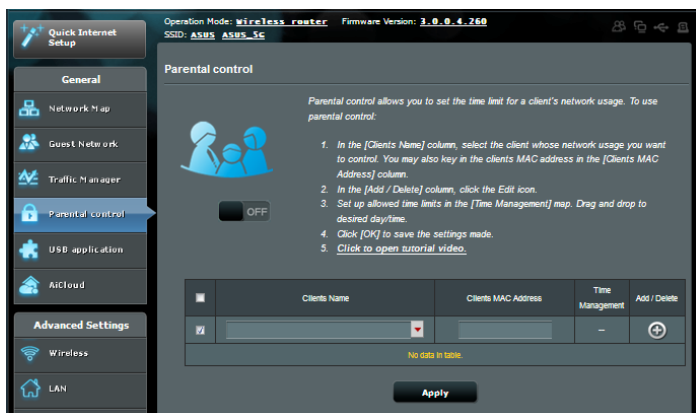 Quick Internet
Setup
Operation Mode: Wireless router Firmware Version: 3.0.0.4.260
SSID: ASUS ASUS_5G
General
Network Map
Guest Network
Traffic Manager
Parental control
USB application
AiCloud
Advanced Settings
Wireless
LAN
Parental control
Parental control allows you to set the time limit for a client's network usage. To use
parental control:
1. In the [Clients Name] column, select the client whose network usage you want
to control. You may also key in the clients MAC address in the [Clients MAC
Address] column.
2. In the [Add / Delete] column, click the Edit icon.
3. Set up allowed time limits in the [Time Management] map. Drag and drop to
desired day/time.
4. Click [OK] to save the settings made.
5. Click to open tutorial video.
OFF
Clients Name Clients MAC Address Time Management Add / Delete
–
No data in table.
Apply